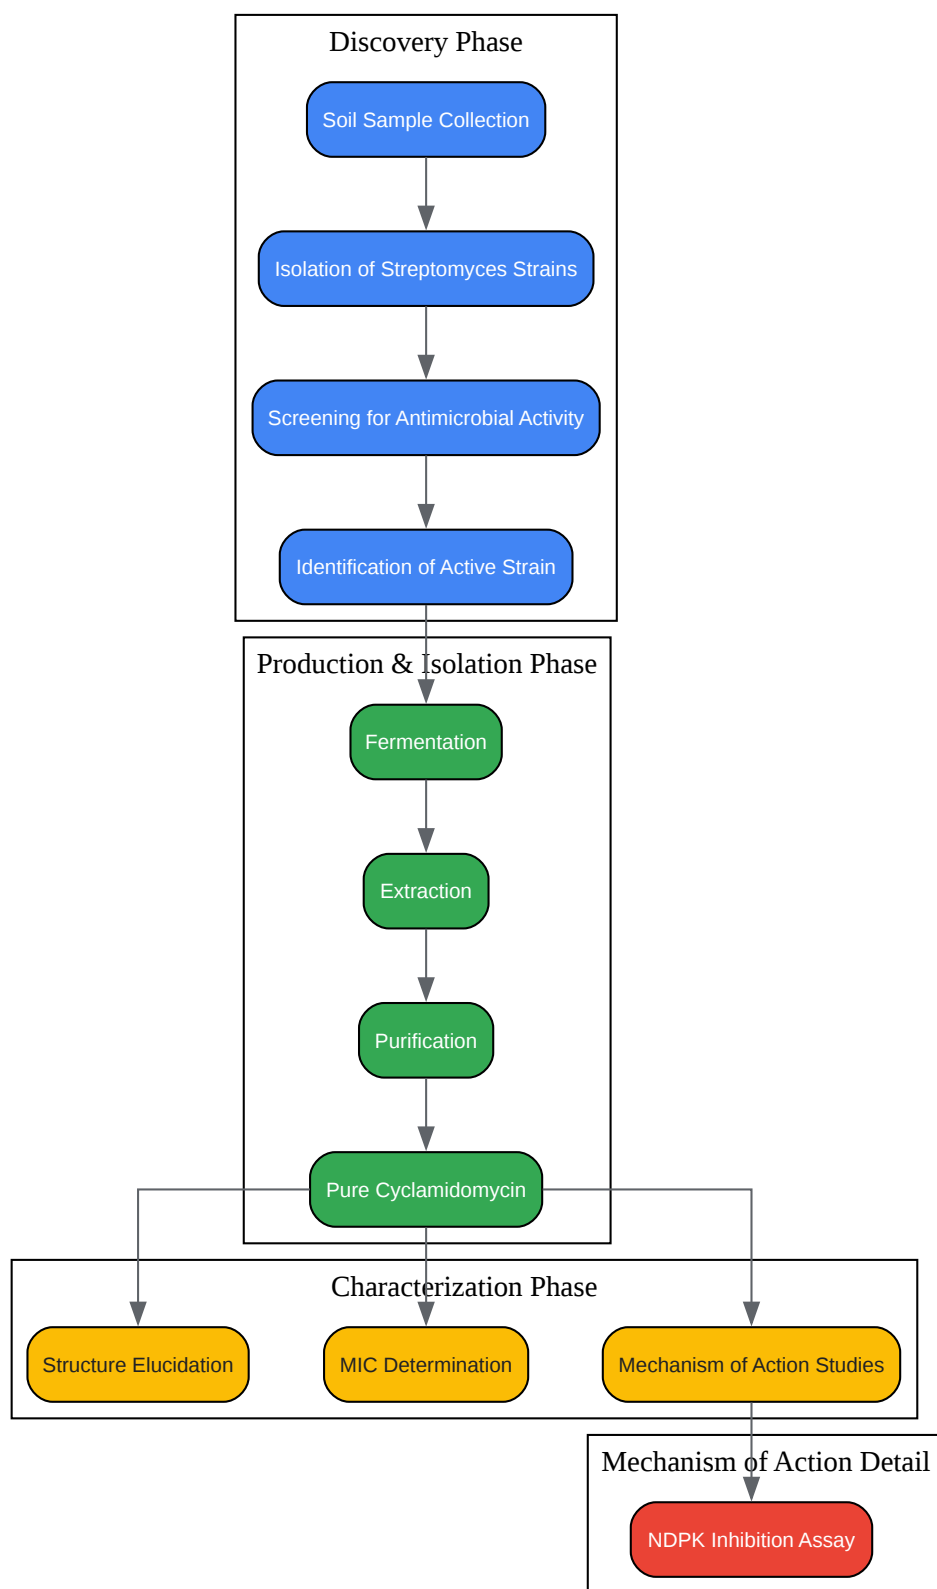 Discovery Phase
Soil Sample Collection
Isolation of Streptomyces Strains
Screening for Antimicrobial Activity
Identification of Active Strain
Production & Isolation Phase
Fermentation
Extraction
Purification
Pure Cyclamidomycin
Characterization Phase
Structure Elucidation
MIC Determination
Mechanism of Action Studies
Mechanism of Action Detail
NDPK Inhibition Assay